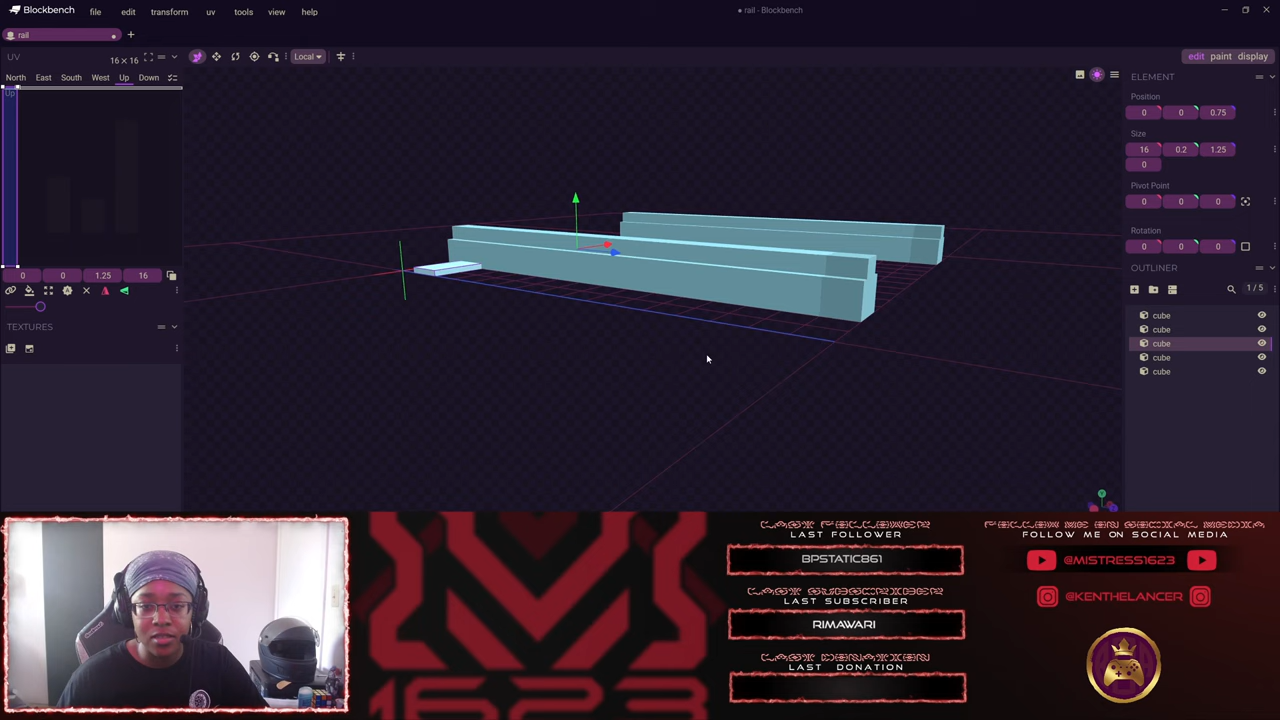 Blockbench file edit transform uv tools view help • rail - Blockbench
rail
UV 16 × 16 Local edit paint display
North East South West Up Down
Up
0 0 1.25 16
TEXTURES
ELEMENT
Position
0 0 0.75
Size
16 0.2 1.25
0
Pivot Point
0 0 0
Rotation
0 0 0
OUTLINER
1 / 5
cube
cube
cube
cube
cube
Y
LAST FOLLOWER
BPSTATIC861
LAST SUBSCRIBER
RIMAWARI
LAST DONATION
FOLLOW ME ON SOCIAL MEDIA
@MISTRESS1623
@KENTHELANCER
1623